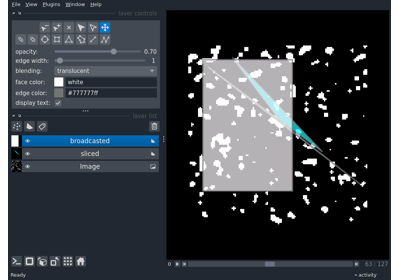 File View Plugins Window Help
layer controls
opacity: 0.70
edge width: 1
blending: translucent
face color: white
edge color: #777777ff
display text:
layer list
broadcasted
sliced
Image
63 127
Ready
activity